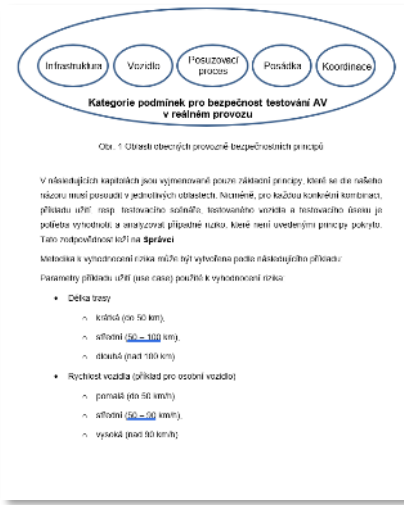 Infrastruktura
Vozidlo
Posuzovací
proces
Posádka
Koordinace
Kategorie podmínek pro bezpečnost testování AV
v reálném provozu
Obr. 1 Oblasti obecných provozně-bezpečnostních principů
V následujících kapitolách jsou vyjmenované pouze základní principy, které se dle našeho
názoru musí posoudit v jednotlivých oblastech. Nicméně, pro každou konkrétní kombinaci,
příkladu užití, resp. testovacího scénáře, testovaného vozidla a testovacího úseku je
potřeba vyhodnotit a analyzovat případné riziko, které není uvedenými principy pokryto.
Tato zodpovědnost leží na Správci
Metodika k vyhodnocení rizika může být vytvořena podle následujícího příkladu:
Parametry příkladu užití (use case) použité k vyhodnocení rizika:
• Délka trasy
○ krátká (do 50 km),
○ střední (50 – 100 km),
○ dlouhá (nad 100 km)
• Rychlost vozidla (příklad pro osobní vozidlo)
○ pomalá (do 50 km/h)
○ střední (50 – 90 km/h),
○ vysoká (nad 90 km/h)